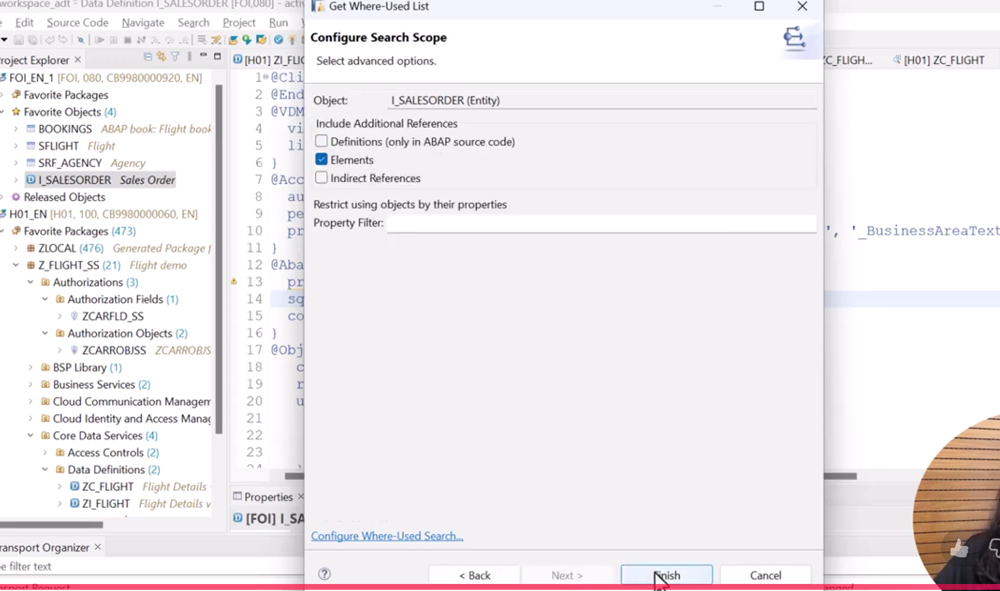 workspace_adt - Data Definition I_SALESORDER [FOI,080] - activ
Get Where-Used List
Edit Source Code Navigate Search Project Run
Configure Search Scope
Select advanced options.
roject Explorer
[H01] ZI_FLIG
ZC_FLIGH...
[H01] ZC_FLIGHT
FOI_EN_1 [FOI, 080, CB9980000920, EN]
Favorite Packages
Favorite Objects (4)
BOOKINGS ABAP book: Flight book
SFLIGHT Flight
SRF_AGENCY Agency
I_SALESORDER Sales Order
Released Objects
H01_EN [H01, 100, CB9980000060, EN]
Favorite Packages (473)
ZLOCAL (476) Generated Package f
Z_FLIGHT_SS (21) Flight demo
Authorizations (3)
Authorization Fields (1)
ZCARFLD_SS
Authorization Objects (2)
ZCARROBJSS ZCARROBJS
BSP Library (1)
Business Services (2)
Cloud Communication Managem
Cloud Identity and Access Manag
Core Data Services (4)
Access Controls (2)
Data Definitions (2)
ZC_FLIGHT Flight Details
ZI_FLIGHT Flight Details v
1 @Cli
2 @End
3 @VDM
4 vi
5 li
6 }
7 @Acc
8 au
9 pe
10 pr
', '_BusinessAreaText
11 }
12 @Aba
13 pr
14 sq
15 co
16 }
17 @Obj
18 c
19 r
20 u
21
22
23
24
Object: I_SALESORDER (Entity)
Include Additional References
Definitions (only in ABAP source code)
Elements
Indirect References
Restrict using objects by their properties
Property Filter:
Configure Where-Used Search...
< Back Next > Finish Cancel
Properties
[FOI] I_SA
ransport Organizer
e filter text